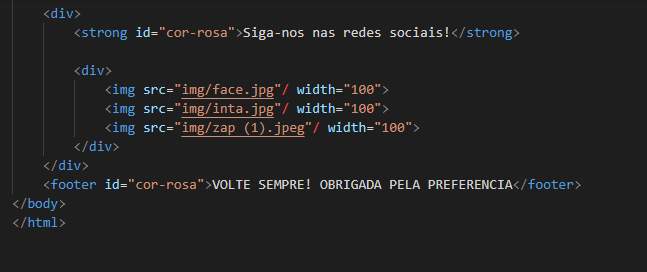 <div>
<strong id="cor-rosa">Siga-nos nas redes sociais!</strong>
<div>
<img src="img/face.jpg"/ width="100">
<img src="img/inta.jpg"/ width="100">
<img src="img/zap (1).jpeg"/ width="100">
</div>
</div>
<footer id="cor-rosa">VOLTE SEMPRE! OBRIGADA PELA PREFERENCIA</footer>
</body>
</html>